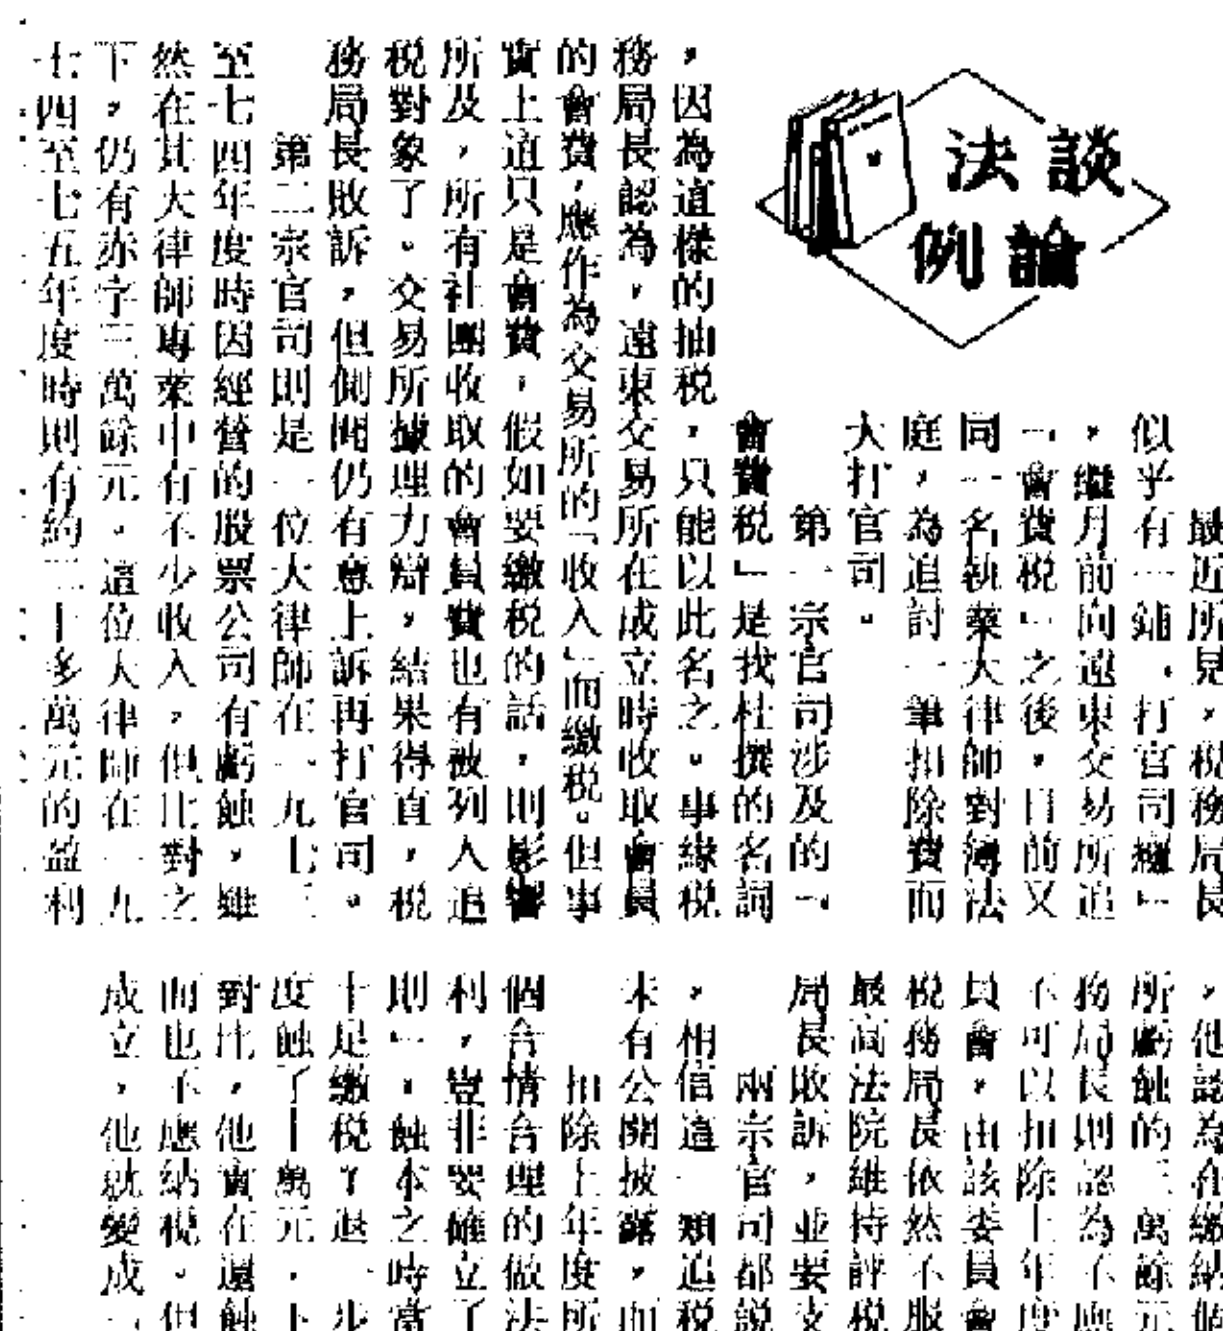 談法
論例
最近所見，稅務局長
似乎有一鋪「打官司癮」
，繼月前向遠東交易所追
「會費稅」之後，目前又
同一名執業大律師對簿法
庭，為追討一筆扣除費而
大打官司。
第一宗官司涉及的「
會費稅」是找杜撰的名詞
，因為這樣的抽稅，只能以此名之。事緣稅
務局長認為，遠東交易所在成立時收取會員
的會費，應作為交易所的「收入」而繳稅。但事
實上這只是會費，假如要繳稅的話，則影響
所及，所有社團收取的會員費也有被列入追
稅對象了。交易所據理力辯，結果得直，稅
務局長敗訴，但側聞仍有意上訴再打官司。
第二宗官司則是一位大律師在一九七三
至七四年度時因經營的股票公司有虧蝕，雖
然在其大律師專業中有不少收入，但比對之
下，仍有赤字三萬餘元。這位大律師在一九
七四至七五年度時則有約二十多萬元的盈利
，他認為在繳納個
所虧蝕的三萬餘元
務局長則認為不應
不可以扣除上年度
員會，由該委員會
稅務局長依然不服
最高法院維持評稅
局長敗訴，並要支
兩宗官司都說
，相信這一類追稅
未有公開披露，而
扣除上年度所
個合情合理的做法
利，豈非要確立了
則」，蝕本之時當
十足繳稅了退一步
度蝕了十萬元，上
對比，他實在還蝕
而也不應納稅。但
成立，他就變成一